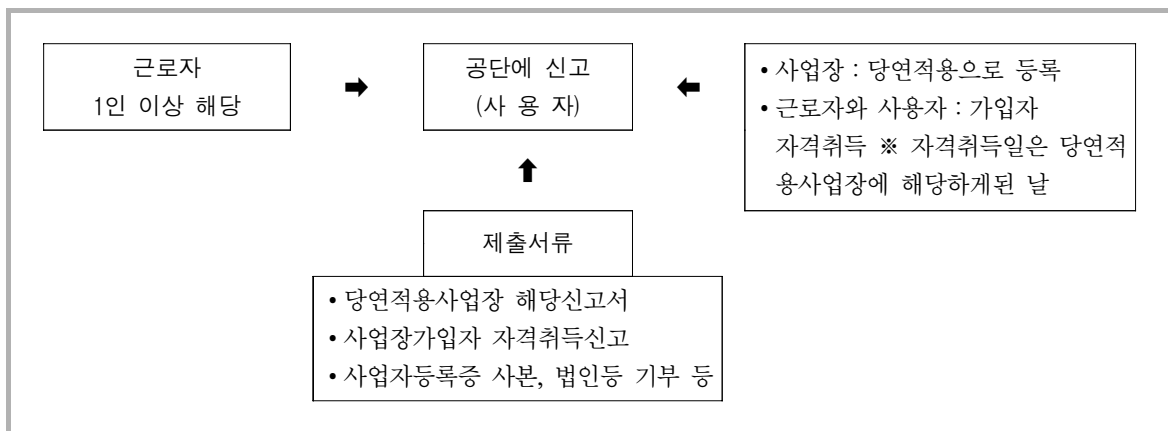 근로자
1인 이상 해당
➡
공단에 신고
(사 용 자)
⬅
• 사업장 : 당연적용으로 등록
• 근로자와 사용자 : 가입자
자격취득 ※ 자격취득일은 당연적
용사업장에 해당하게된 날
⬆
제출서류
• 당연적용사업장 해당신고서
• 사업장가입자 자격취득신고
• 사업자등록증 사본, 법인등 기부 등